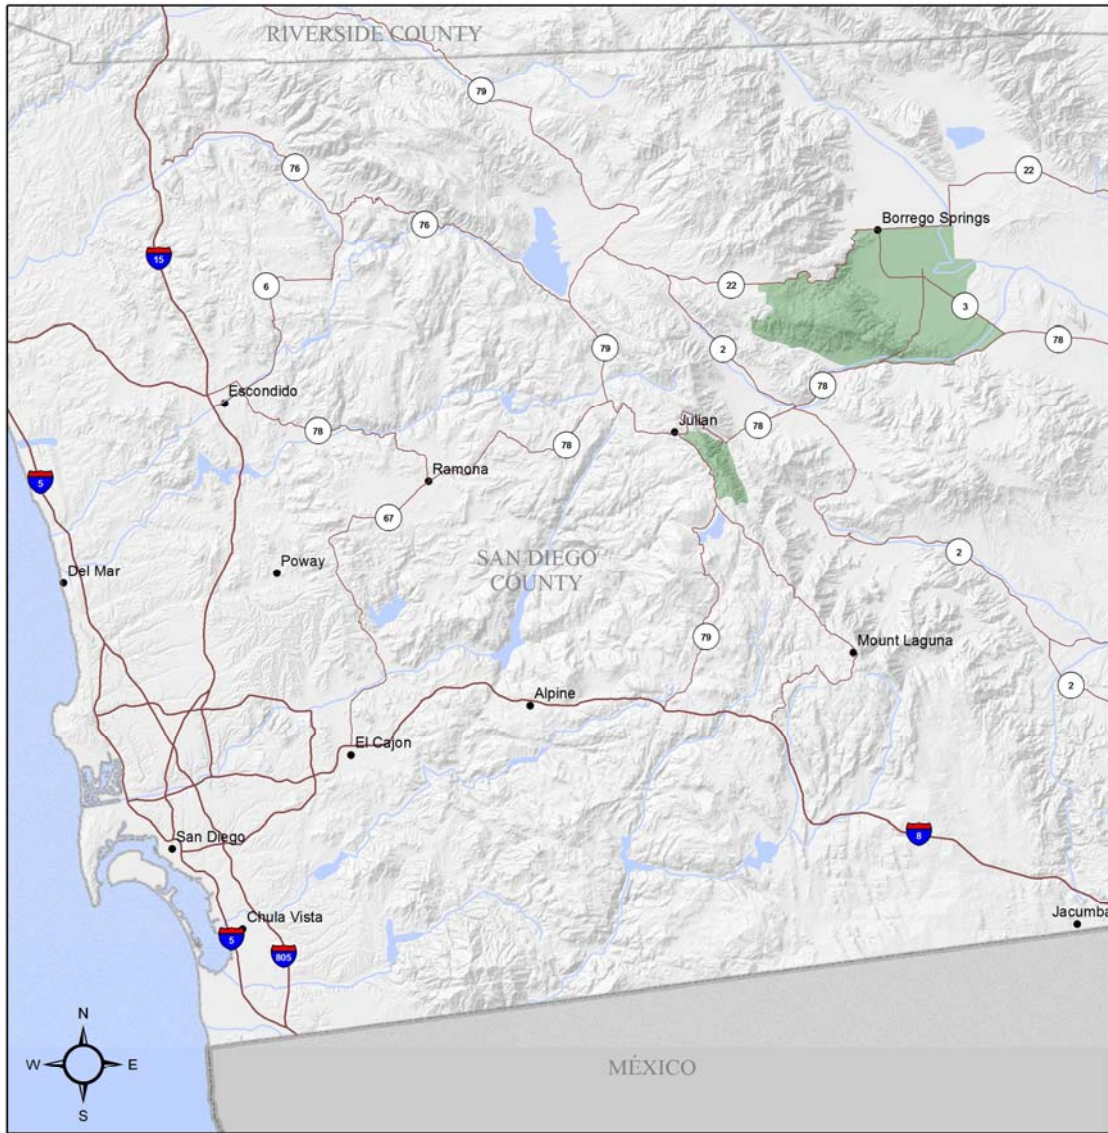 RIVERSIDE COUNTY
79
76
22
76
Borrego Springs
15
6
22
3
78
79
2
78
Escondido
Julian
78
78
78
Ramona
5
67
2
SAN DIEGO
COUNTY
Poway
Del Mar
79
Mount Laguna
2
Alpine
El Cajon
San Diego
8
Chula Vista
Jacumba
5
805
N
W
E
S
MÉXICO